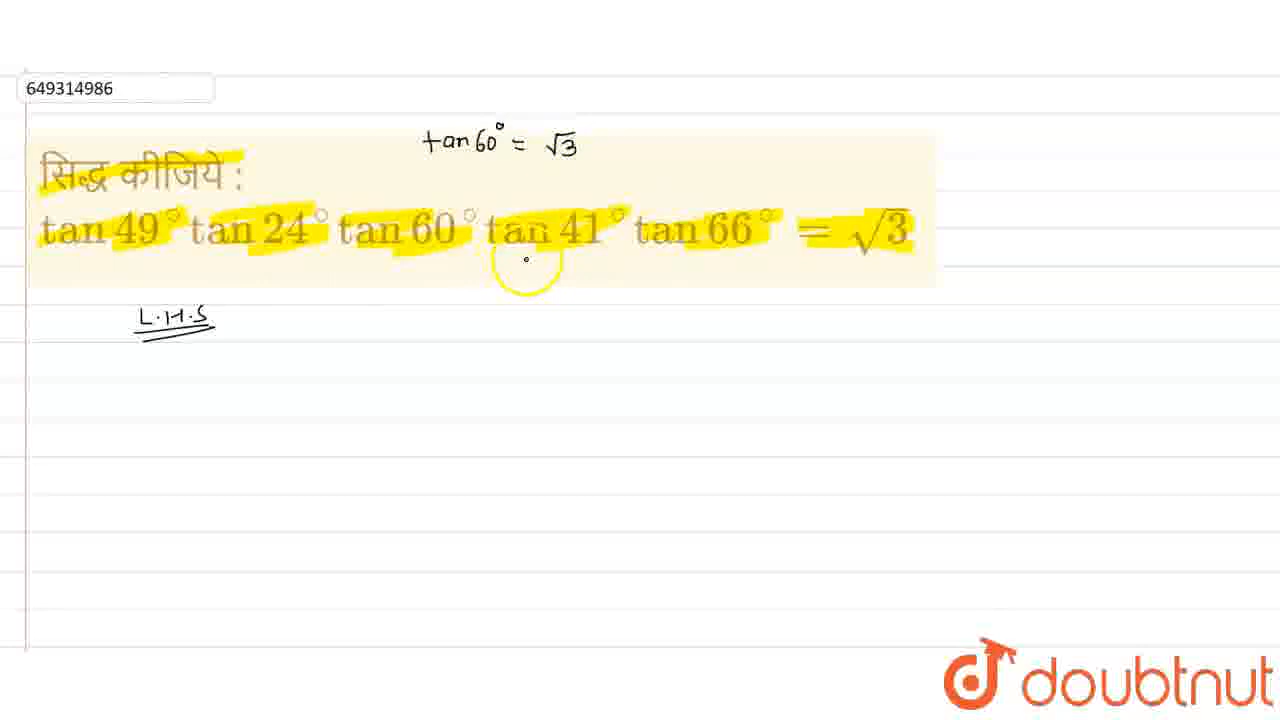 649314986
tan 60° = √3
सिद्ध कीजिये :
tan 49° tan 24° tan 60° tan 41° tan 66° = √3
L.H.S
doubtnut